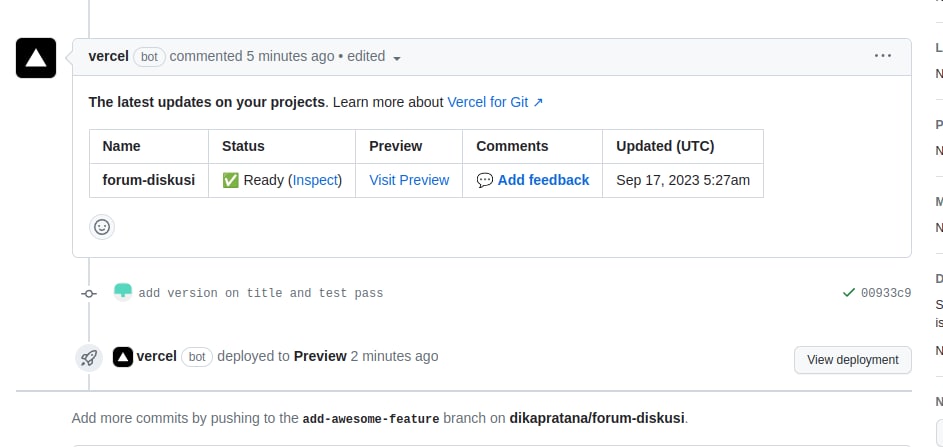 vercel bot commented 5 minutes ago • edited
The latest updates on your projects. Learn more about Vercel for Git ↗
Name Status Preview Comments Updated (UTC)
forum-diskusi ✅ Ready (Inspect) Visit Preview 💬 Add feedback Sep 17, 2023 5:27am
add version on title and test pass 00933c9
vercel bot deployed to Preview 2 minutes ago View deployment
Add more commits by pushing to the add-awesome-feature branch on dikapratana/forum-diskusi.